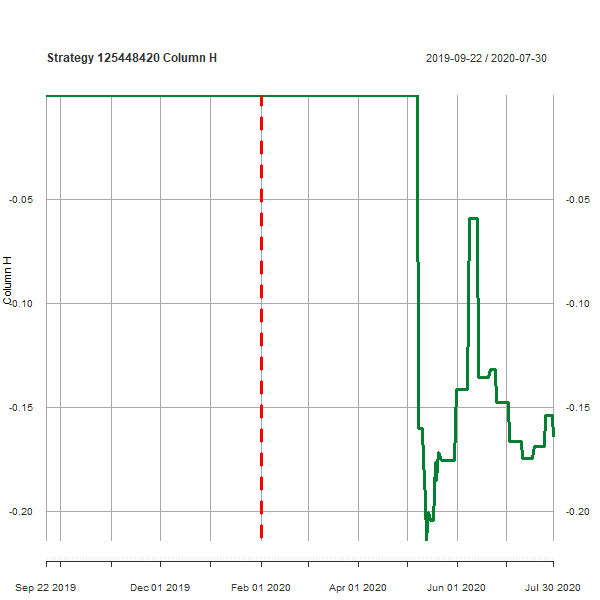 Strategy 125448420 Column H
2019-09-22 / 2020-07-30
Column H
-0.05 -0.05
-0.10 -0.10
-0.15 -0.15
-0.20 -0.20
Sep 22 2019 Dec 01 2019 Feb 01 2020 Apr 01 2020 Jun 01 2020 Jul 30 2020